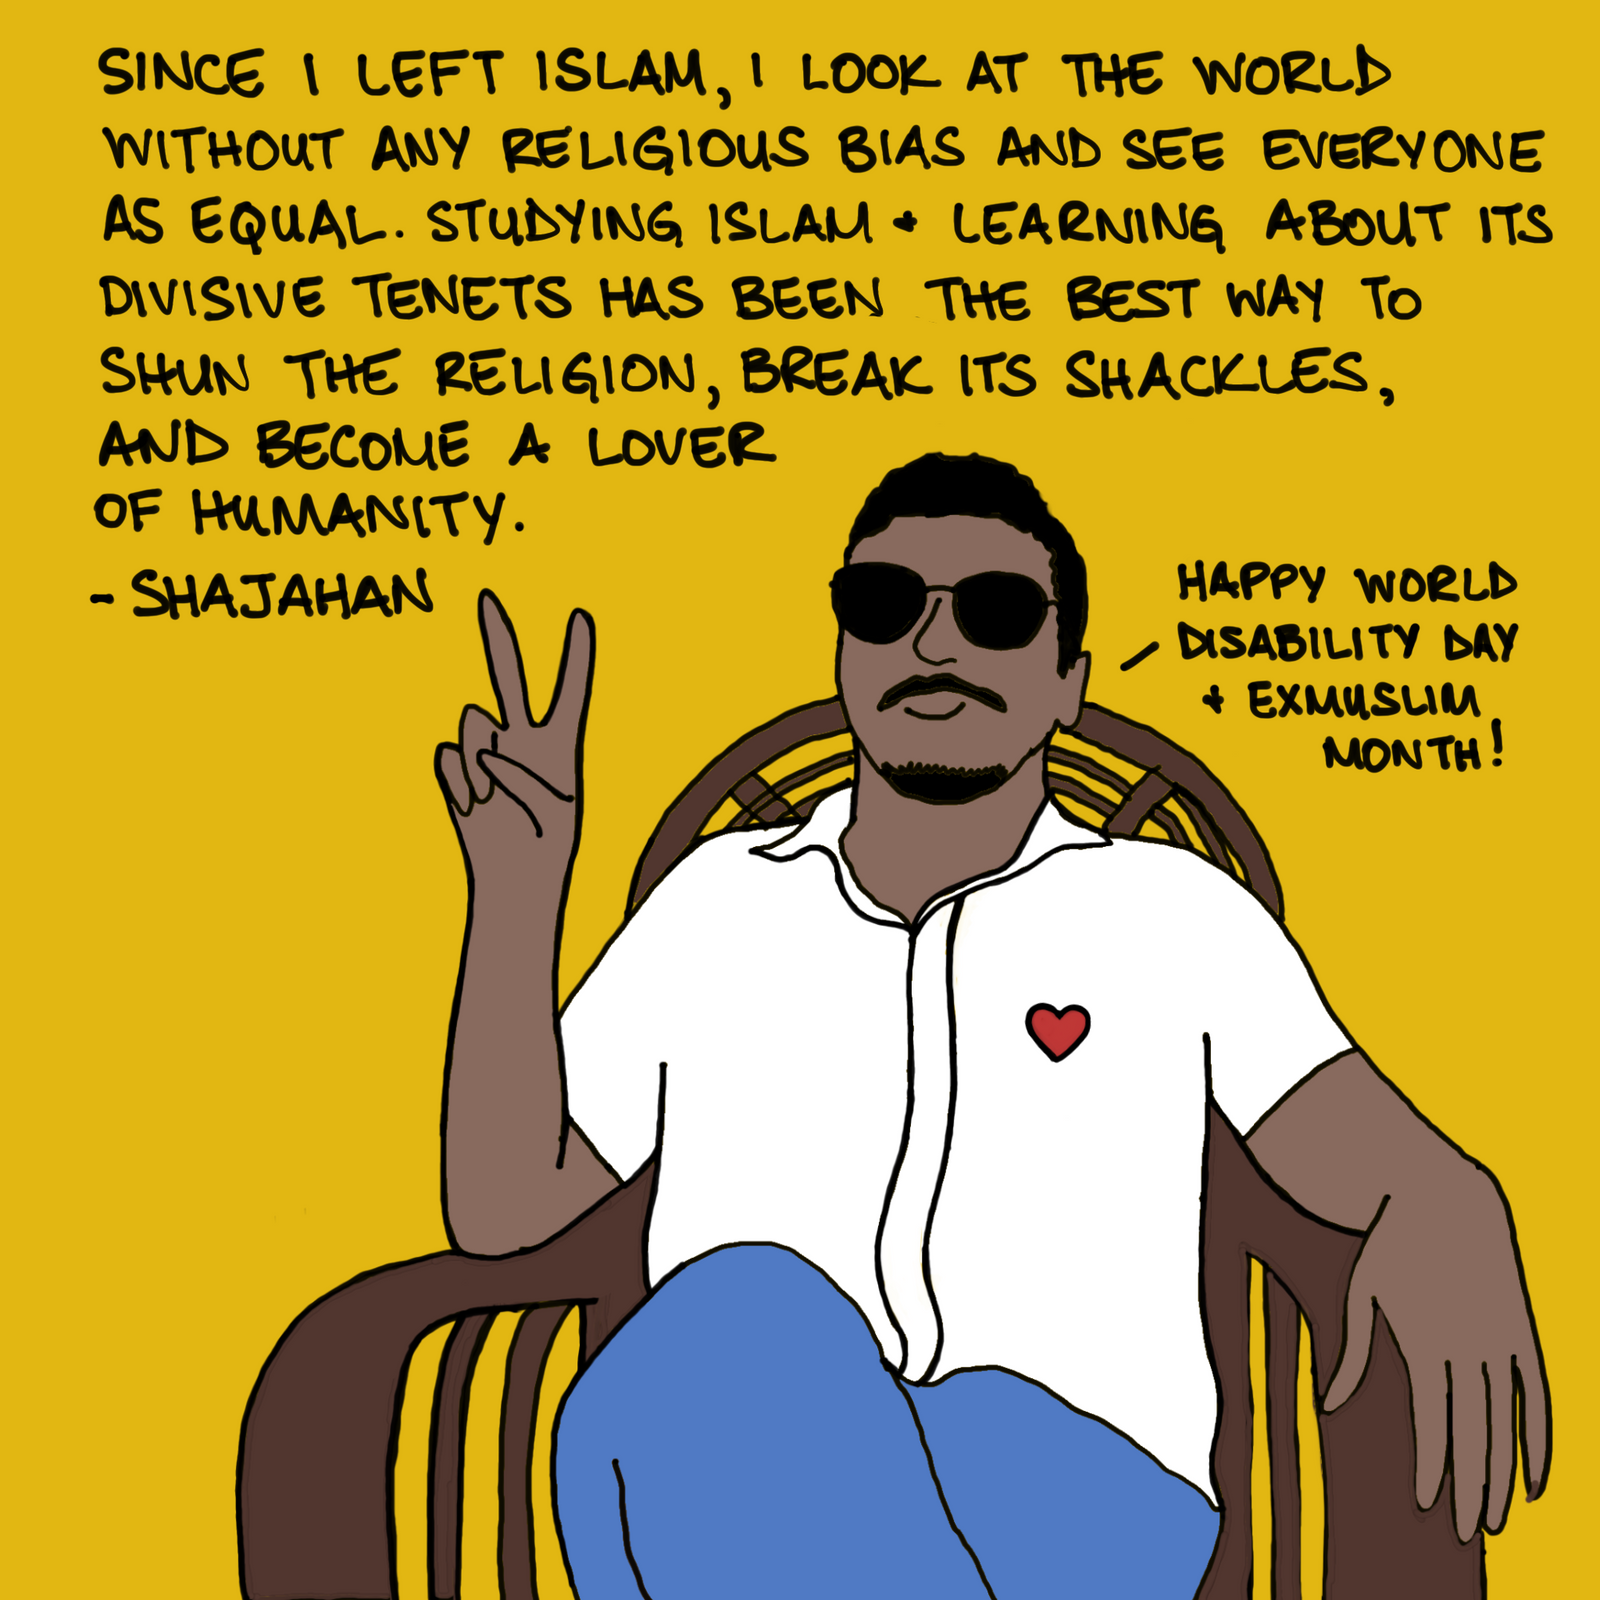 SINCE I LEFT ISLAM, I LOOK AT THE WORLD
WITHOUT ANY RELIGIOUS BIAS AND SEE EVERYONE
AS EQUAL. STUDYING ISLAM + LEARNING ABOUT ITS
DIVISIVE TENETS HAS BEEN THE BEST WAY TO
SHUN THE RELIGION, BREAK ITS SHACKLES,
AND BECOME A LOVER
OF HUMANITY.
- SHAJAHAN
HAPPY WORLD
DISABILITY DAY
+ EXMUSLIM
MONTH!